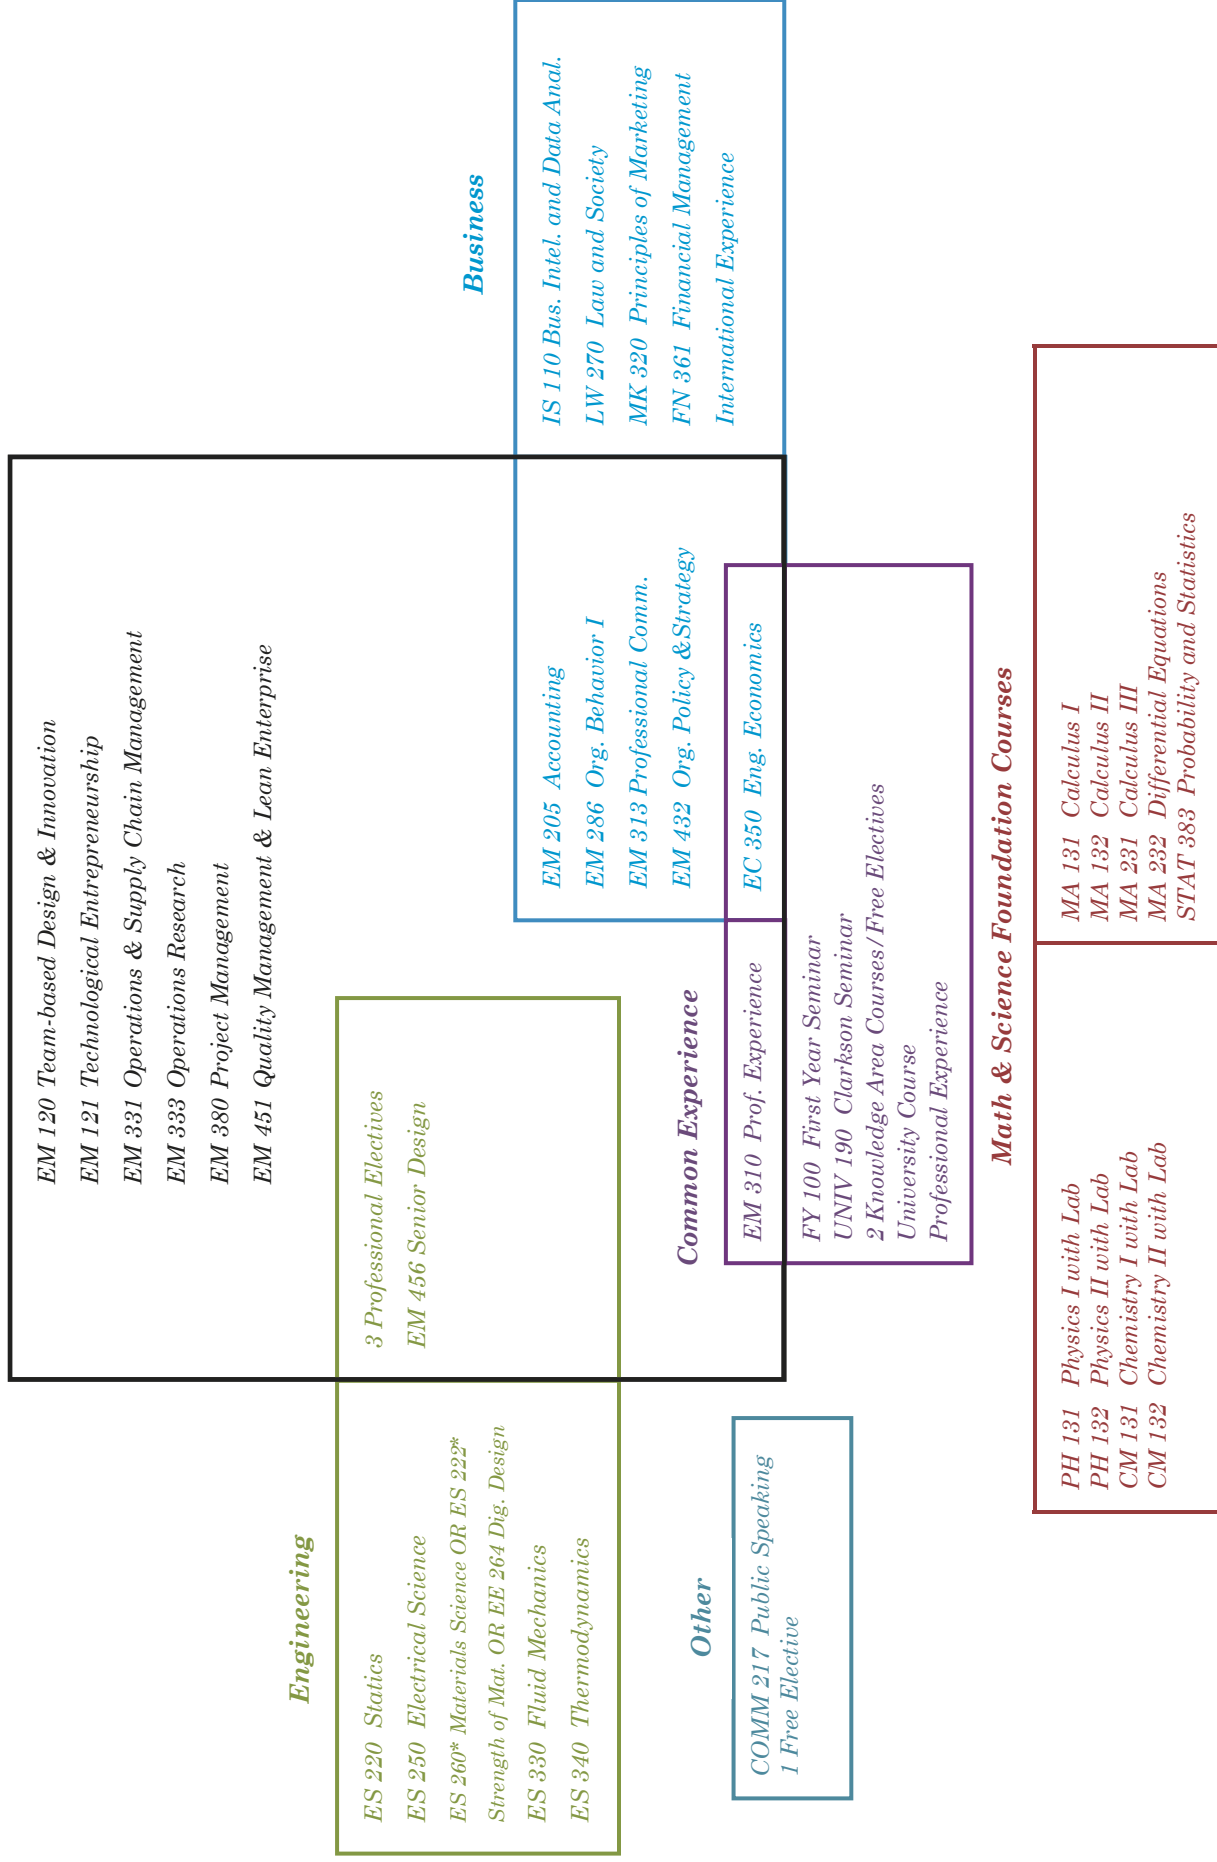 EM 120 Team-based Design & Innovation
EM 121 Technological Entrepreneurship
EM 331 Operations & Supply Chain Management
EM 333 Operations Research
EM 380 Project Management
EM 451 Quality Management & Lean Enterprise
Engineering
ES 220 Statics
ES 250 Electrical Science
ES 260* Materials Science OR ES 222*
Strength of Mat. OR EE 264 Dig. Design
ES 330 Fluid Mechanics
ES 340 Thermodynamics
3 Professional Electives
EM 456 Senior Design
Business
EM 205 Accounting
EM 286 Org. Behavior I
EM 313 Professional Comm.
EM 432 Org. Policy &Strategy
EC 350 Eng. Economics
IS 110 Bus. Intel. and Data Anal.
LW 270 Law and Society
MK 320 Principles of Marketing
FN 361 Financial Management
International Experience
Common Experience
EM 310 Prof. Experience
FY 100 First Year Seminar
UNIV 190 Clarkson Seminar
2 Knowledge Area Courses/Free Electives
University Course
Professional Experience
Other
COMM 217 Public Speaking
1 Free Elective
Math & Science Foundation Courses
PH 131 Physics I with Lab
PH 132 Physics II with Lab
CM 131 Chemistry I with Lab
CM 132 Chemistry II with Lab
MA 131 Calculus I
MA 132 Calculus II
MA 231 Calculus III
MA 232 Differential Equations
STAT 383 Probability and Statistics